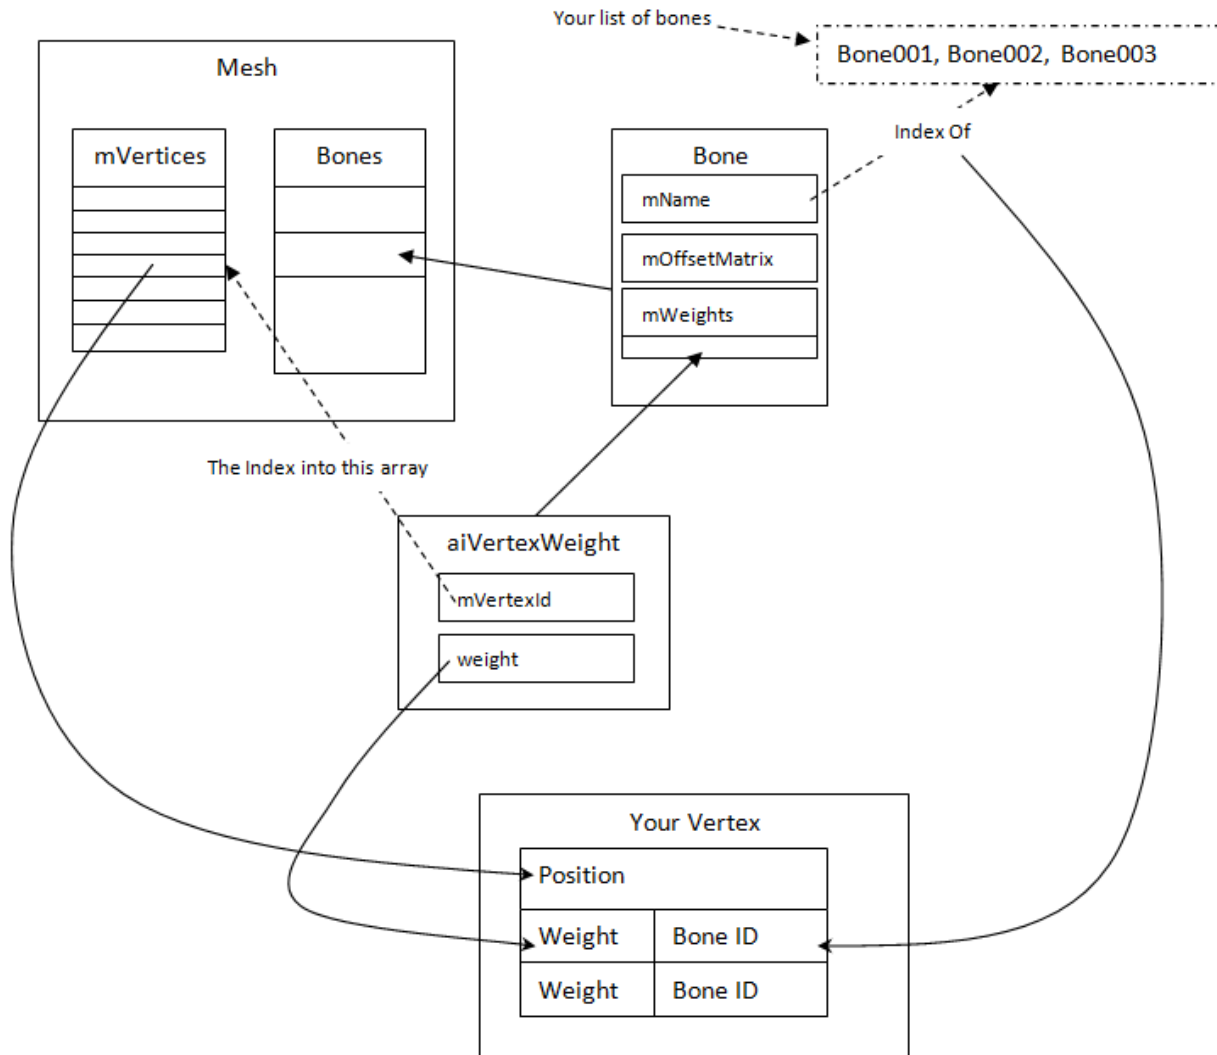 Your list of bones
Bone001, Bone002, Bone003
Mesh
Index Of
mVertices
Bones
Bone
mName
mOffsetMatrix
mWeights
The Index into this array
aiVertexWeight
mVertexId
weight
Your Vertex
Position
Weight Bone ID
Weight Bone ID